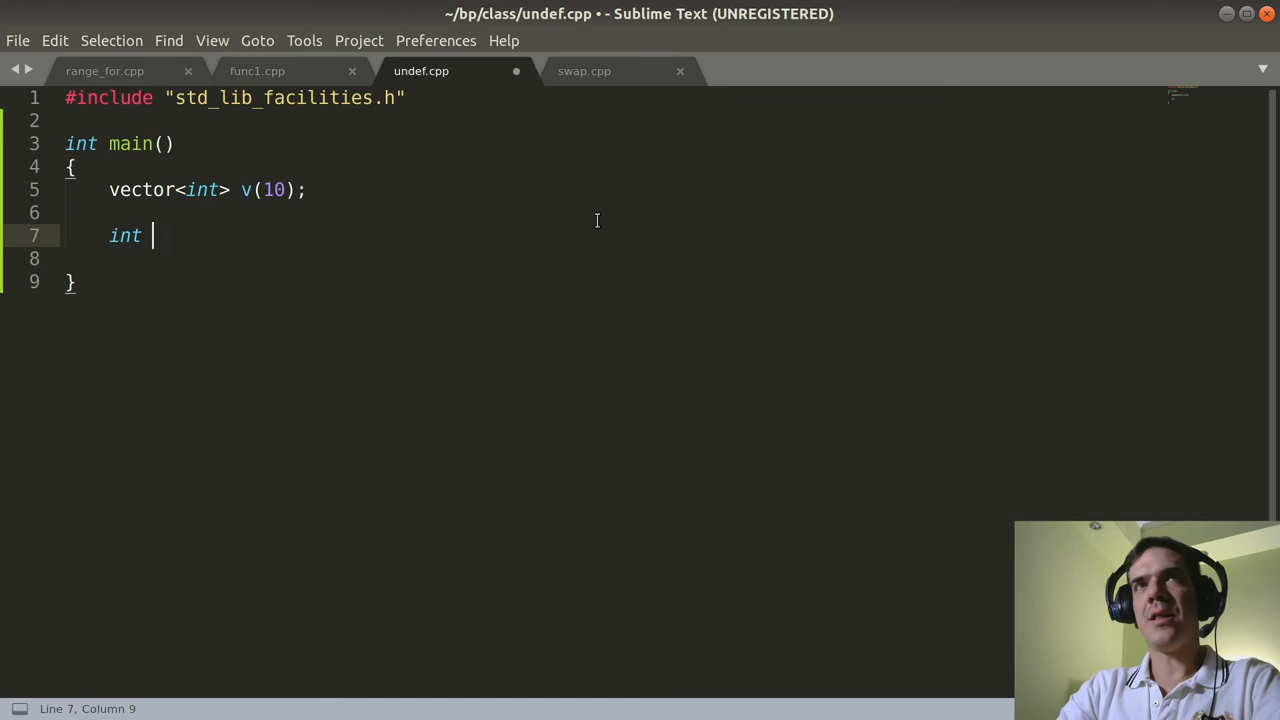 ~/bp/class/undef.cpp • - Sublime Text (UNREGISTERED)
File Edit Selection Find View Goto Tools Project Preferences Help
range_for.cpp func1.cpp undef.cpp swap.cpp
1 #include "std_lib_facilities.h"
2
3 int main()
4 {
5 vector<int> v(10);
6
7 int
8
9 }
Line 7, Column 9